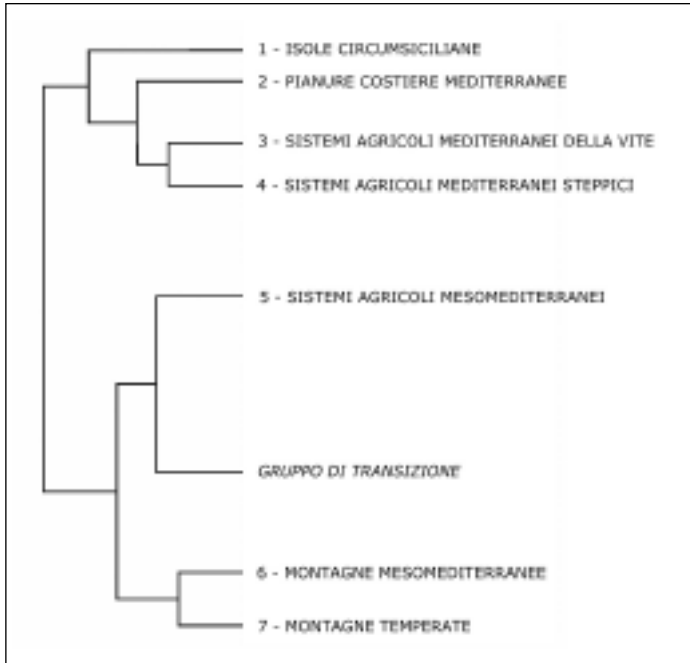 1 - ISOLE CIRCUMSICILIANE
2 - PIANURE COSTIERE MEDITERRANEE
3 - SISTEMI AGRICOLI MEDITERRANEI DELLA VITE
4 - SISTEMI AGRICOLI MEDITERRANEI STEPPICI
5 - SISTEMI AGRICOLI MESOMEDITERRANEI
GRUPPO DI TRANSIZIONE
6 - MONTAGNE MESOMEDITERRANEE
7 - MONTAGNE TEMPERATE